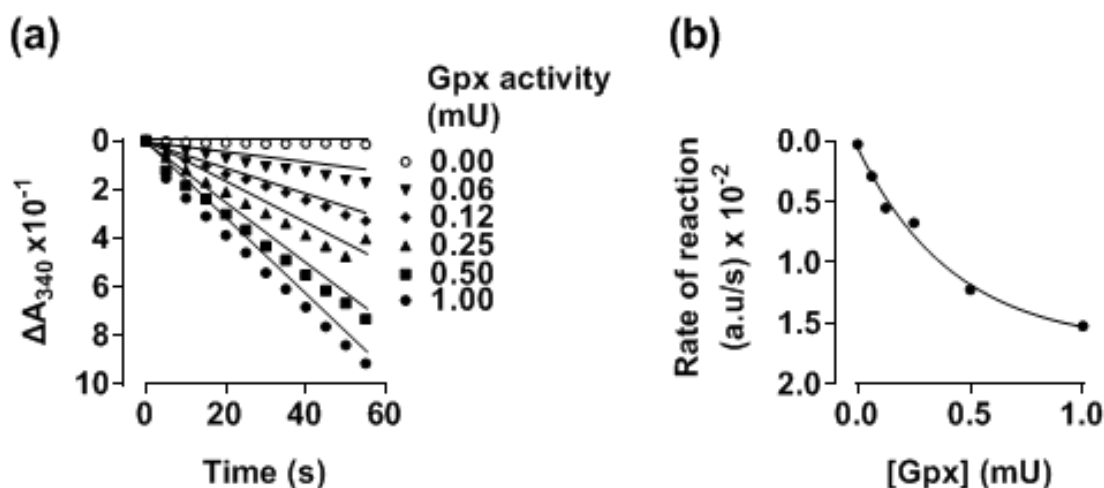 (a)
Gpx activity
(mU)
0
2
4
6
8
10
ΔA340 x10-1
0.00
0.06
0.12
0.25
0.50
1.00
0 20 40 60
Time (s)
(b)
0.0
0.5
1.0
1.5
2.0
Rate of reaction
(a.u/s) x 10-2
0.0 0.5 1.0
[Gpx] (mU)